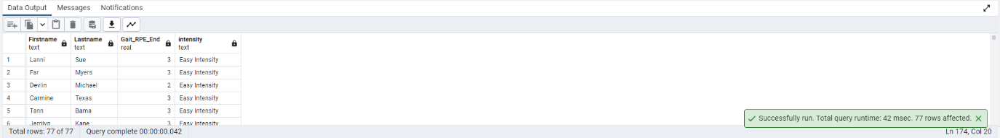 Data Output Messages Notifications
Firstname Lastname Gait_RPE_End intensity
text text real text
1 Lanni Sue 3 Easy Intensity
2 Far Myers 3 Easy Intensity
3 Devlin Michael 2 Easy Intensity
4 Carmine Texas 3 Easy Intensity
5 Tann Bama 3 Easy Intensity
6 Jerrilyn Kane 3 Easy Intensity
Successfully run. Total query runtime: 42 msec. 77 rows affected.
Total rows: 77 of 77 Query complete 00:00:00.042 Ln 174, Col 20